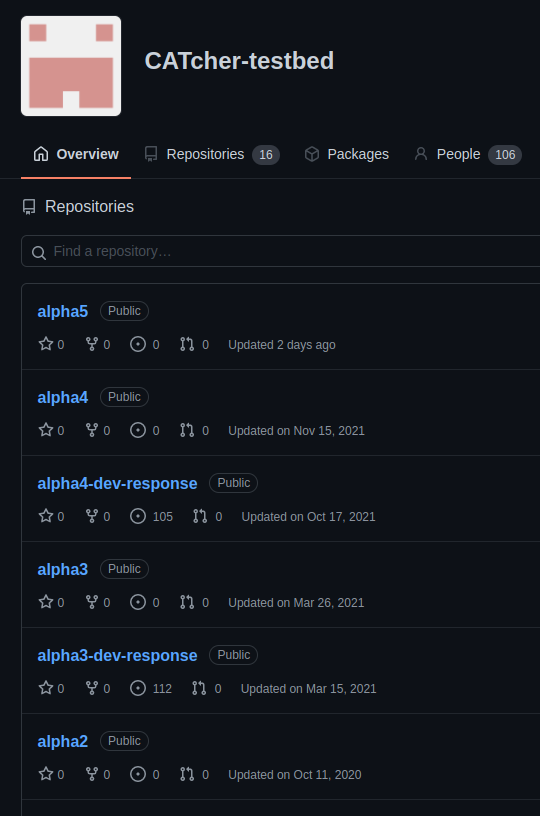 CATcher-testbed
Overview Repositories 16 Packages People 106
Repositories
Find a repository…
alpha5 Public
0 0 0 0 Updated 2 days ago
alpha4 Public
0 0 0 0 Updated on Nov 15, 2021
alpha4-dev-response Public
0 0 105 0 Updated on Oct 17, 2021
alpha3 Public
0 0 0 0 Updated on Mar 26, 2021
alpha3-dev-response Public
0 0 112 0 Updated on Mar 15, 2021
alpha2 Public
0 0 0 0 Updated on Oct 11, 2020